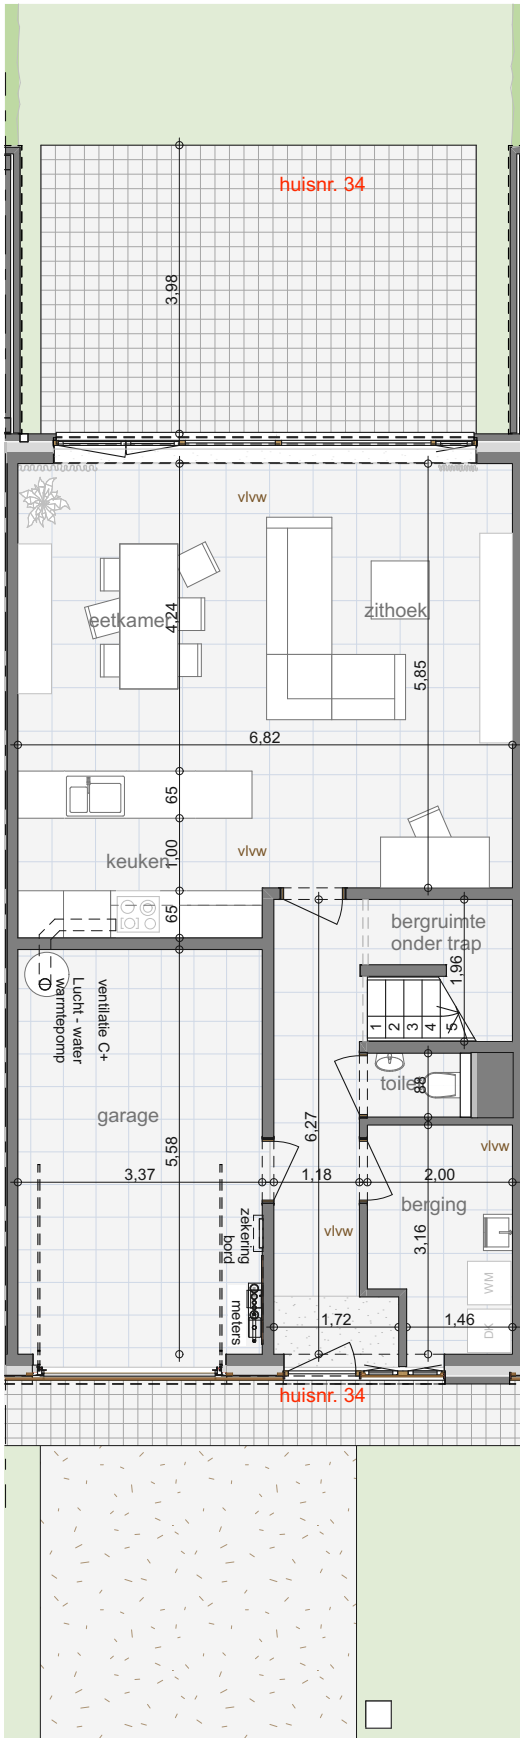 huisnr. 34
3,98
vlvw
eetkamer
4,24
zithoek
5,85
6,82
65
keuken
1,00
vlvw
65
bergruimte
onder trap
1,96
ventilatie C+
Lucht - water
warmtepomp
1 2 3 4 5
toilet
88
garage
5,58
6,27
3,37
1,18
2,00
vlvw
berging
3,16
vlvw
zekering
bord
meters
WM
DK
1,72
1,46
huisnr. 34